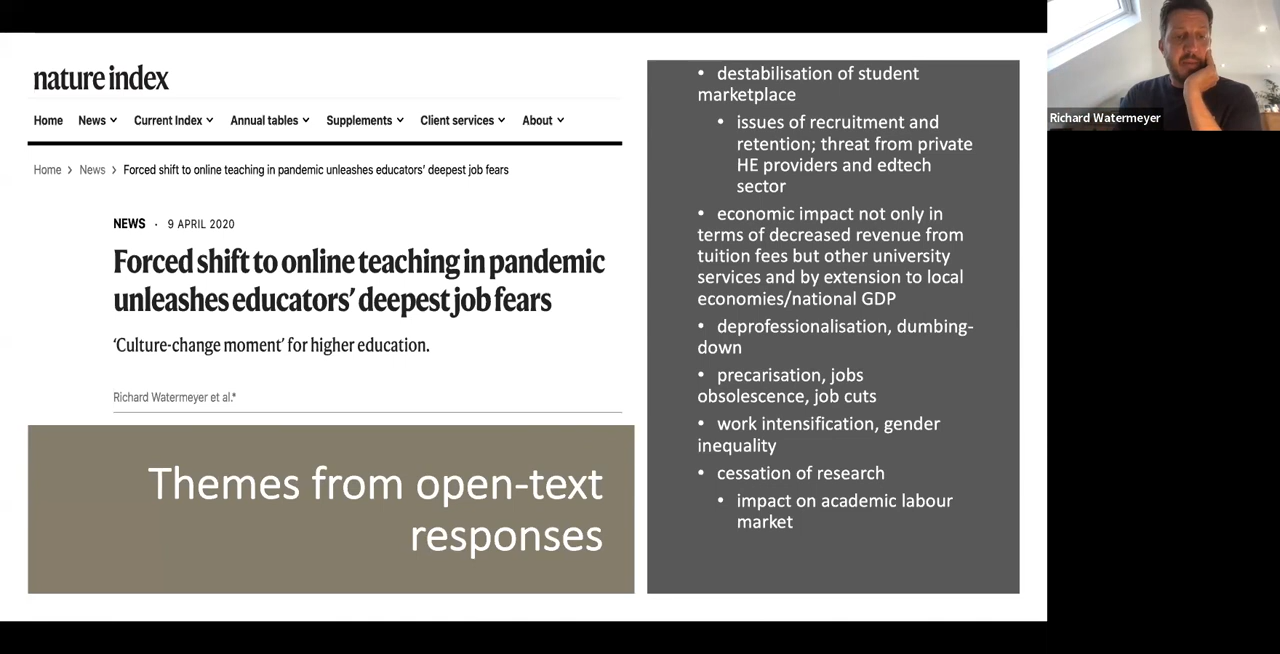 nature index
Home News Current Index Annual tables Supplements Client services About
Home > News > Forced shift to online teaching in pandemic unleashes educators' deepest job fears
NEWS · 9 APRIL 2020
Forced shift to online teaching in pandemic
unleashes educators' deepest job fears
'Culture-change moment' for higher education.
Richard Watermeyer et al.*
Themes from open-text
responses
• destabilisation of student
marketplace
• issues of recruitment and
retention; threat from private
HE providers and edtech
sector
• economic impact not only in
terms of decreased revenue from
tuition fees but other university
services and by extension to local
economies/national GDP
• deprofessionalisation, dumbing-
down
• precarisation, jobs
obsolescence, job cuts
• work intensification, gender
inequality
• cessation of research
• impact on academic labour
market
Richard Watermeyer